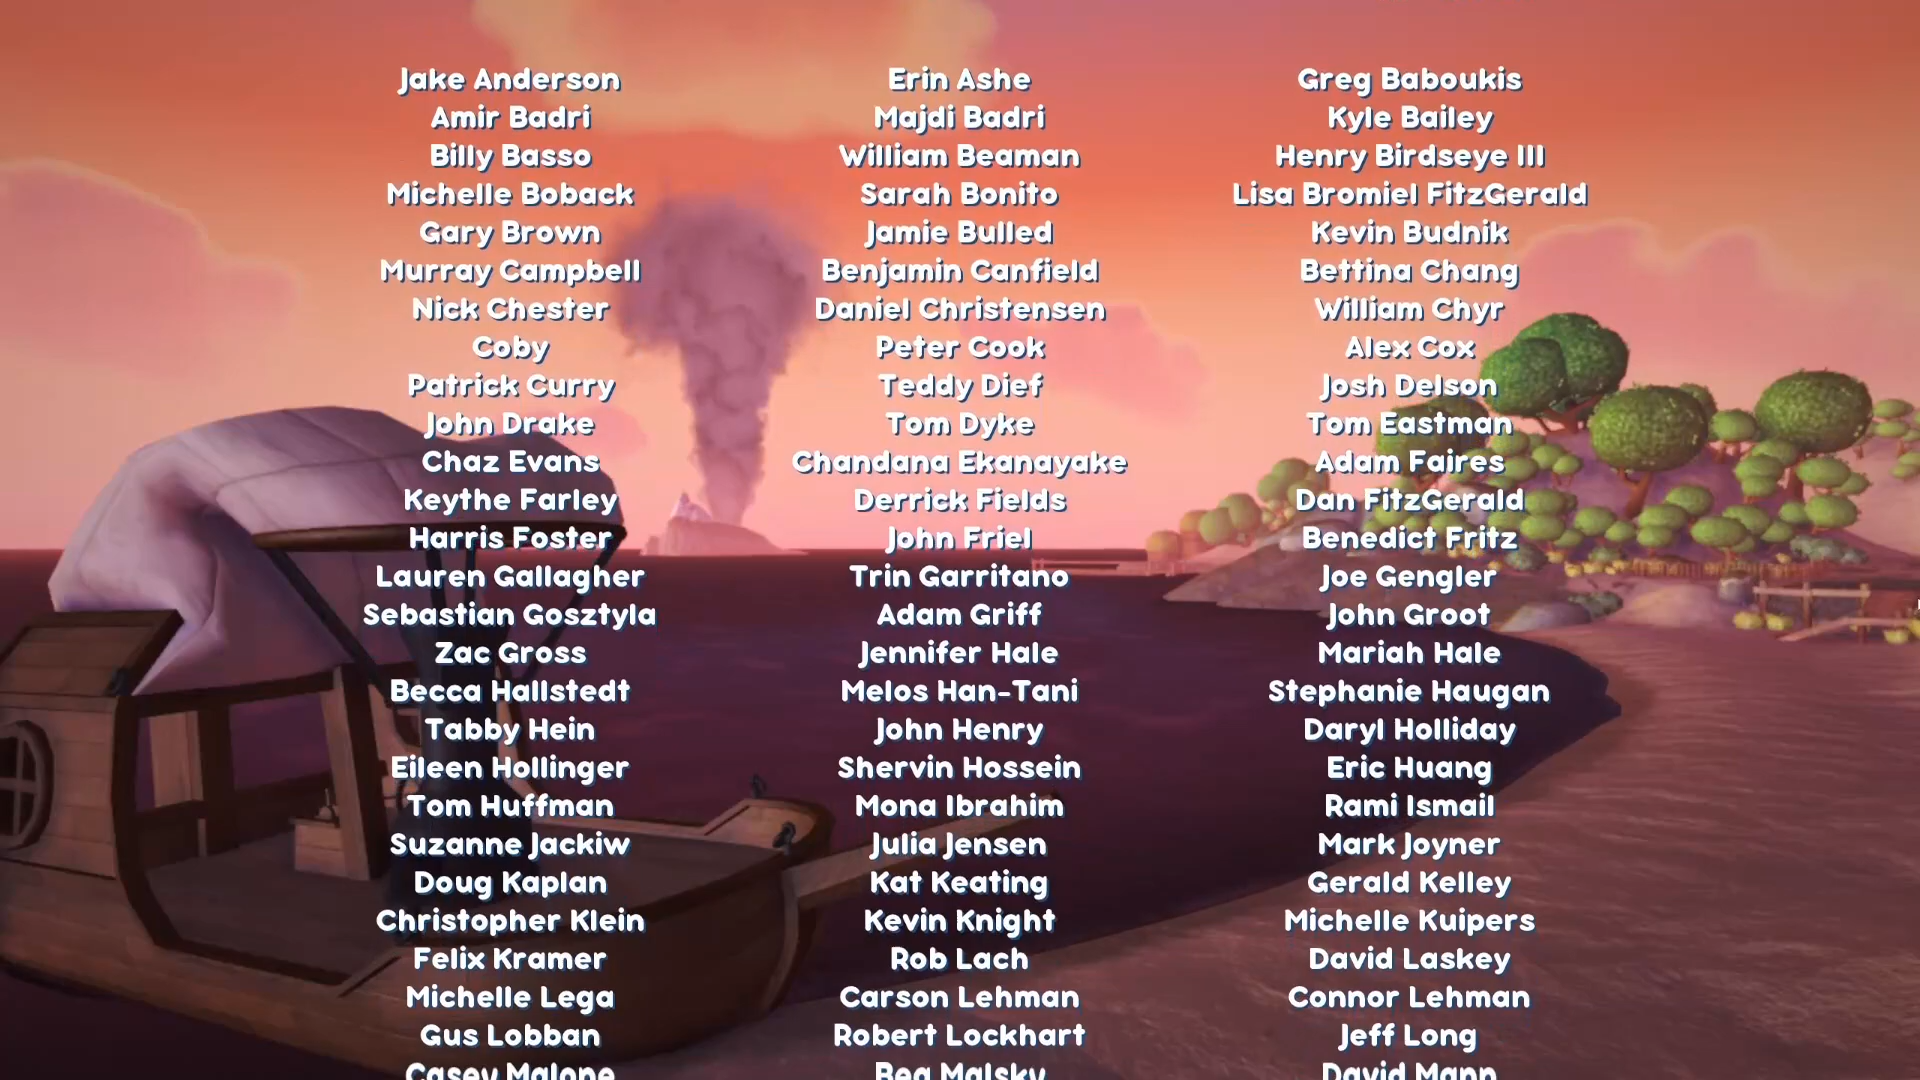 Jake Anderson Erin Ashe Greg Baboukis
Amir Badri Majdi Badri Kyle Bailey
Billy Basso William Beaman Henry Birdseye III
Michelle Boback Sarah Bonito Lisa Bromiel FitzGerald
Gary Brown Jamie Bulled Kevin Budnik
Murray Campbell Benjamin Canfield Bettina Chang
Nick Chester Daniel Christensen William Chyr
Coby Peter Cook Alex Cox
Patrick Curry Teddy Dief Josh Delson
John Drake Tom Dyke Tom Eastman
Chaz Evans Chandana Ekanayake Adam Faires
Keythe Farley Derrick Fields Dan FitzGerald
Harris Foster John Friel Benedict Fritz
Lauren Gallagher Trin Garritano Joe Gengler
Sebastian Gosztyla Adam Griff John Groot
Zac Gross Jennifer Hale Mariah Hale
Becca Hallstedt Melos Han-Tani Stephanie Haugan
Tabby Hein John Henry Daryl Holliday
Eileen Hollinger Shervin Hossein Eric Huang
Tom Huffman Mona Ibrahim Rami Ismail
Suzanne Jackiw Julia Jensen Mark Joyner
Doug Kaplan Kat Keating Gerald Kelley
Christopher Klein Kevin Knight Michelle Kuipers
Felix Kramer Rob Lach David Laskey
Michelle Lega Carson Lehman Connor Lehman
Gus Lobban Robert Lockhart Jeff Long
Casey Malone Bea Malsky David Mann